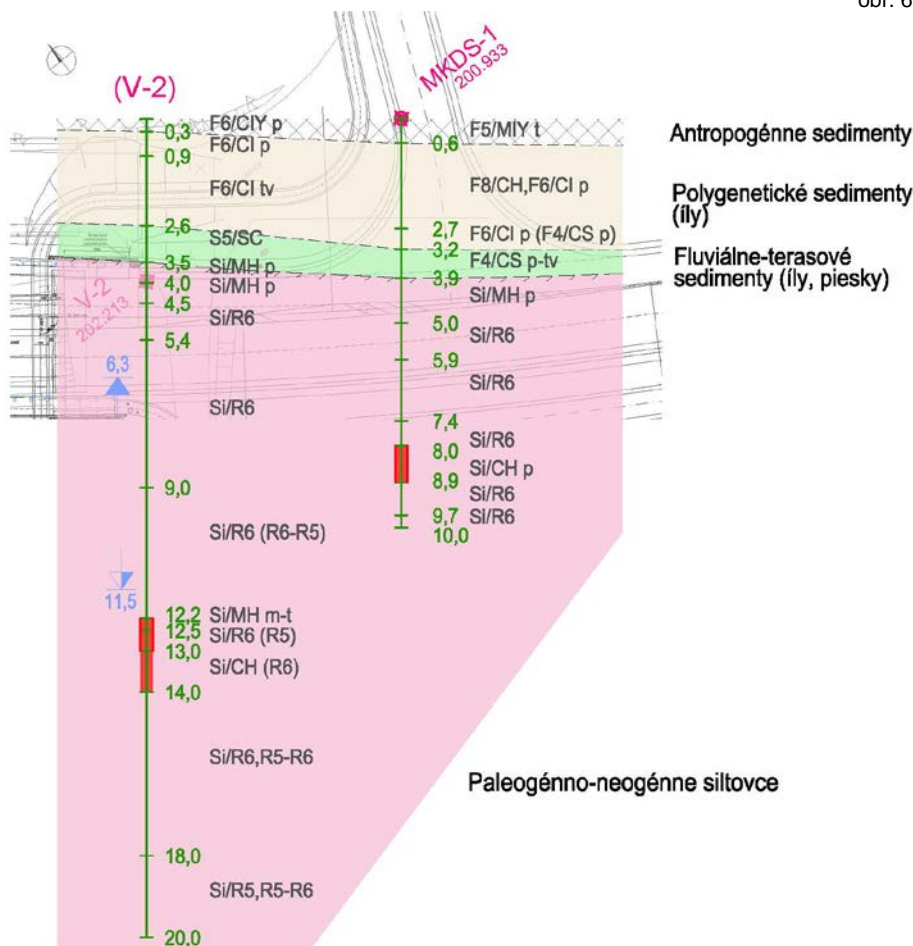 obr. 6
(V-2)
MKDS-1
200.933
0,3
F6/CIY p
F6/CI p
0,9
F6/CI tv
2,6
S5/SC
3,5
Si/MH p
4,0
Si/MH p
4,5
Si/R6
5,4
V-2
202.213
6,3
Si/R6
9,0
Si/R6 (R6-R5)
11,5
12,2
Si/MH m-t
12,5
Si/R6 (R5)
13,0
Si/CH (R6)
14,0
Si/R6,R5-R6
18,0
Si/R5,R5-R6
20,0
F5/MIY t
0,6
F8/CH,F6/CI p
2,7
F6/CI p (F4/CS p)
3,2
F4/CS p-tv
3,9
Si/MH p
5,0
Si/R6
5,9
Si/R6
7,4
Si/R6
8,0
Si/CH p
8,9
Si/R6
9,7
Si/R6
10,0
Antropogénne sedimenty
Polygenetické sedimenty
(íly)
Fluviálne-terasové
sedimenty (íly, piesky)
Paleogénno-neogénne siltovce